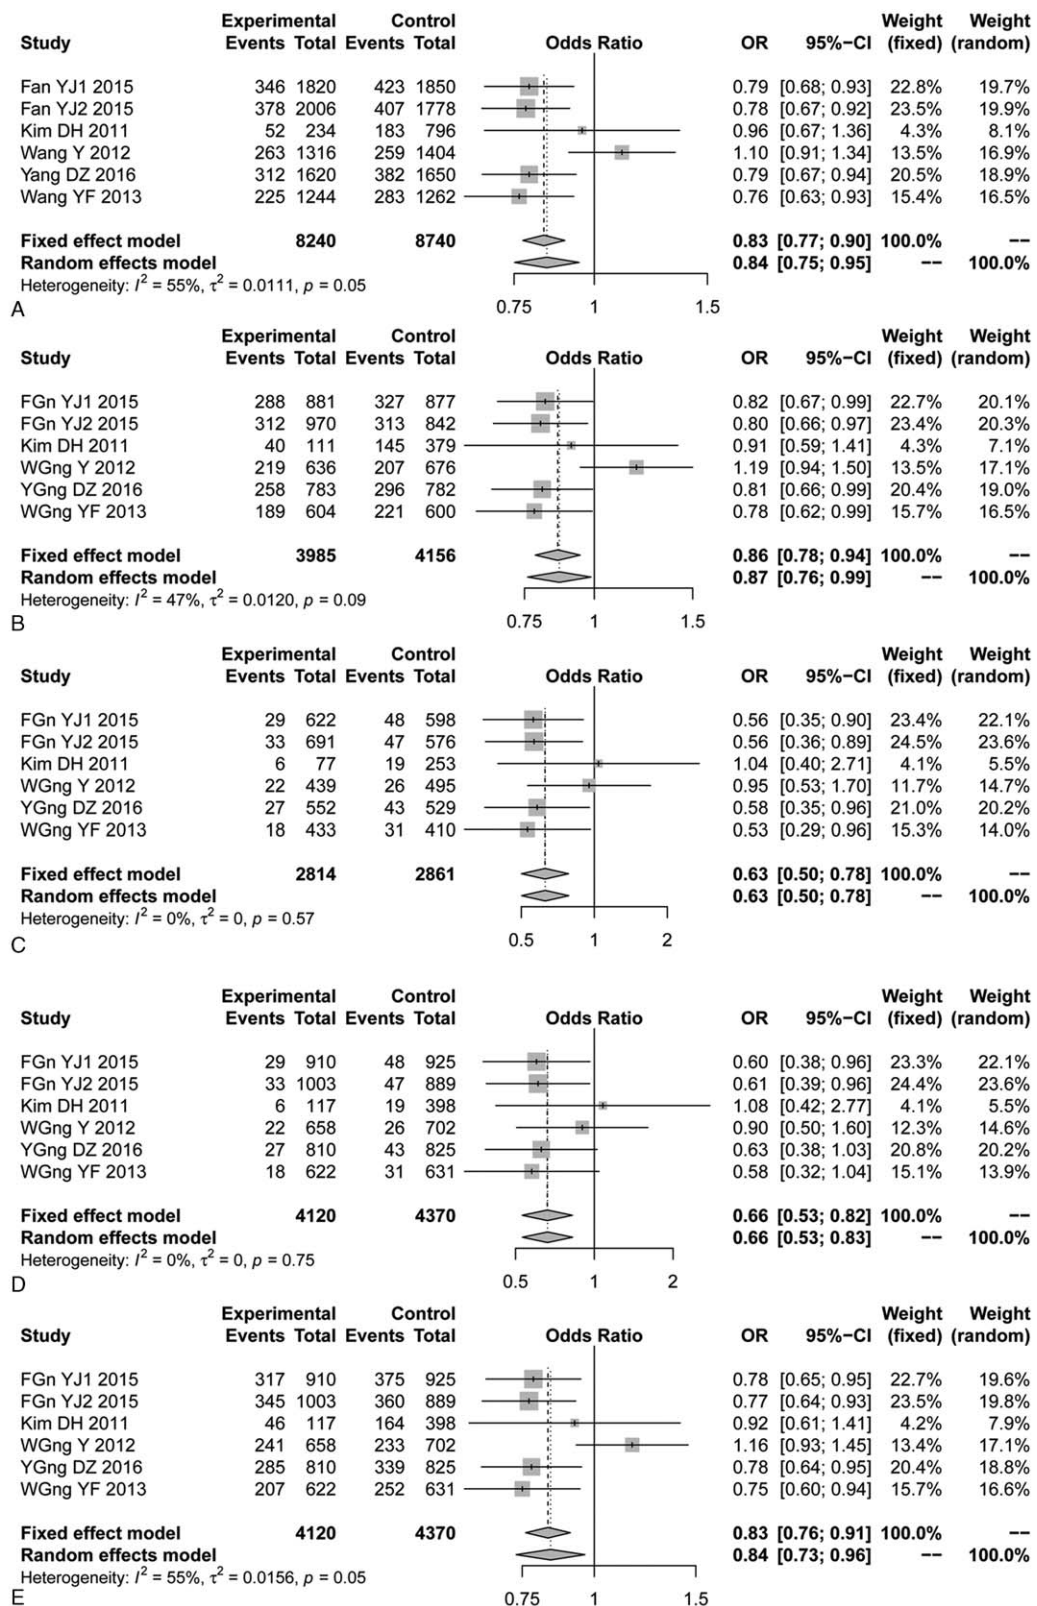 Experimental Control Weight Weight
Study Events Total Events Total Odds Ratio OR 95%−CI (fixed) (random)
Fan YJ1 2015 346 1820 423 1850 0.79 [0.68; 0.93] 22.8% 19.7%
Fan YJ2 2015 378 2006 407 1778 0.78 [0.67; 0.92] 23.5% 19.9%
Kim DH 2011 52 234 183 796 0.96 [0.67; 1.36] 4.3% 8.1%
Wang Y 2012 263 1316 259 1404 1.10 [0.91; 1.34] 13.5% 16.9%
Yang DZ 2016 312 1620 382 1650 0.79 [0.67; 0.94] 20.5% 18.9%
Wang YF 2013 225 1244 283 1262 0.76 [0.63; 0.93] 15.4% 16.5%
Fixed effect model 8240 8740 0.83 [0.77; 0.90] 100.0% −−
Random effects model 0.84 [0.75; 0.95] −− 100.0%
Heterogeneity: I² = 55%, τ² = 0.0111, p = 0.05
A 0.75 1 1.5
Experimental Control Weight Weight
Study Events Total Events Total Odds Ratio OR 95%−CI (fixed) (random)
FGn YJ1 2015 288 881 327 877 0.82 [0.67; 0.99] 22.7% 20.1%
FGn YJ2 2015 312 970 313 842 0.80 [0.66; 0.97] 23.4% 20.3%
Kim DH 2011 40 111 145 379 0.91 [0.59; 1.41] 4.3% 7.1%
WGng Y 2012 219 636 207 676 1.19 [0.94; 1.50] 13.5% 17.1%
YGng DZ 2016 258 783 296 782 0.81 [0.66; 0.99] 20.4% 19.0%
WGng YF 2013 189 604 221 600 0.78 [0.62; 0.99] 15.7% 16.5%
Fixed effect model 3985 4156 0.86 [0.78; 0.94] 100.0% −−
Random effects model 0.87 [0.76; 0.99] −− 100.0%
Heterogeneity: I² = 47%, τ² = 0.0120, p = 0.09
B 0.75 1 1.5
Experimental Control Weight Weight
Study Events Total Events Total Odds Ratio OR 95%−CI (fixed) (random)
FGn YJ1 2015 29 622 48 598 0.56 [0.35; 0.90] 23.4% 22.1%
FGn YJ2 2015 33 691 47 576 0.56 [0.36; 0.89] 24.5% 23.6%
Kim DH 2011 6 77 19 253 1.04 [0.40; 2.71] 4.1% 5.5%
WGng Y 2012 22 439 26 495 0.95 [0.53; 1.70] 11.7% 14.7%
YGng DZ 2016 27 552 43 529 0.58 [0.35; 0.96] 21.0% 20.2%
WGng YF 2013 18 433 31 410 0.53 [0.29; 0.96] 15.3% 14.0%
Fixed effect model 2814 2861 0.63 [0.50; 0.78] 100.0% −−
Random effects model 0.63 [0.50; 0.78] −− 100.0%
Heterogeneity: I² = 0%, τ² = 0, p = 0.57
C 0.5 1 2
Experimental Control Weight Weight
Study Events Total Events Total Odds Ratio OR 95%−CI (fixed) (random)
FGn YJ1 2015 29 910 48 925 0.60 [0.38; 0.96] 23.3% 22.1%
FGn YJ2 2015 33 1003 47 889 0.61 [0.39; 0.96] 24.4% 23.6%
Kim DH 2011 6 117 19 398 1.08 [0.42; 2.77] 4.1% 5.5%
WGng Y 2012 22 658 26 702 0.90 [0.50; 1.60] 12.3% 14.6%
YGng DZ 2016 27 810 43 825 0.63 [0.38; 1.03] 20.8% 20.2%
WGng YF 2013 18 622 31 631 0.58 [0.32; 1.04] 15.1% 13.9%
Fixed effect model 4120 4370 0.66 [0.53; 0.82] 100.0% −−
Random effects model 0.66 [0.53; 0.83] −− 100.0%
Heterogeneity: I² = 0%, τ² = 0, p = 0.75
D 0.5 1 2
Experimental Control Weight Weight
Study Events Total Events Total Odds Ratio OR 95%−CI (fixed) (random)
FGn YJ1 2015 317 910 375 925 0.78 [0.65; 0.95] 22.7% 19.6%
FGn YJ2 2015 345 1003 360 889 0.77 [0.64; 0.93] 23.5% 19.8%
Kim DH 2011 46 117 164 398 0.92 [0.61; 1.41] 4.2% 7.9%
WGng Y 2012 241 658 233 702 1.16 [0.93; 1.45] 13.4% 17.1%
YGng DZ 2016 285 810 339 825 0.78 [0.64; 0.95] 20.4% 18.8%
WGng YF 2013 207 622 252 631 0.75 [0.60; 0.94] 15.7% 16.6%
Fixed effect model 4120 4370 0.83 [0.76; 0.91] 100.0% −−
Random effects model 0.84 [0.73; 0.96] −− 100.0%
Heterogeneity: I² = 55%, τ² = 0.0156, p = 0.05
E 0.75 1 1.5